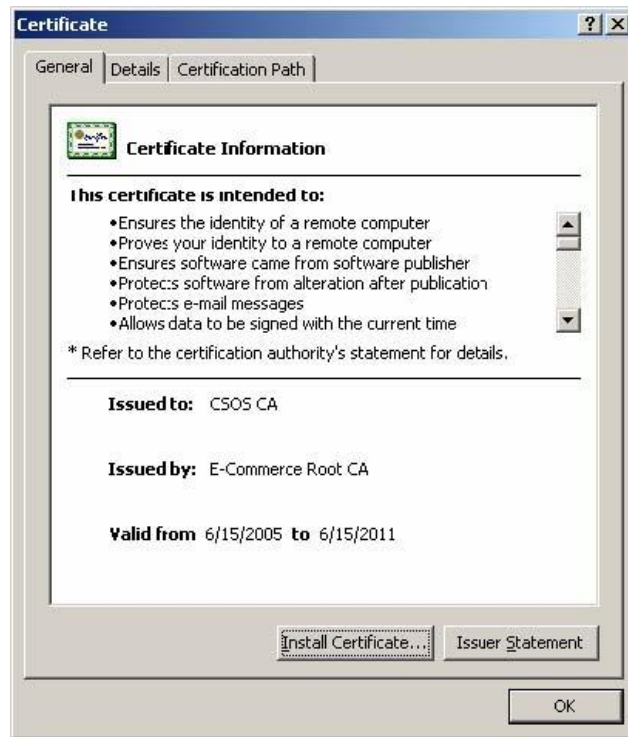 Certificate
General Details Certification Path
Certificate Information
This certificate is intended to:
•Ensures the identity of a remote computer
•Proves your identity to a remote computer
•Ensures software came from software publisher
•Protects software from alteration after publication
•Protects e-mail messages
•Allows data to be signed with the current time
* Refer to the certification authority's statement for details.
Issued to: CSOS CA
Issued by: E-Commerce Root CA
Valid from 6/15/2005 to 6/15/2011
Install Certificate... Issuer Statement
OK